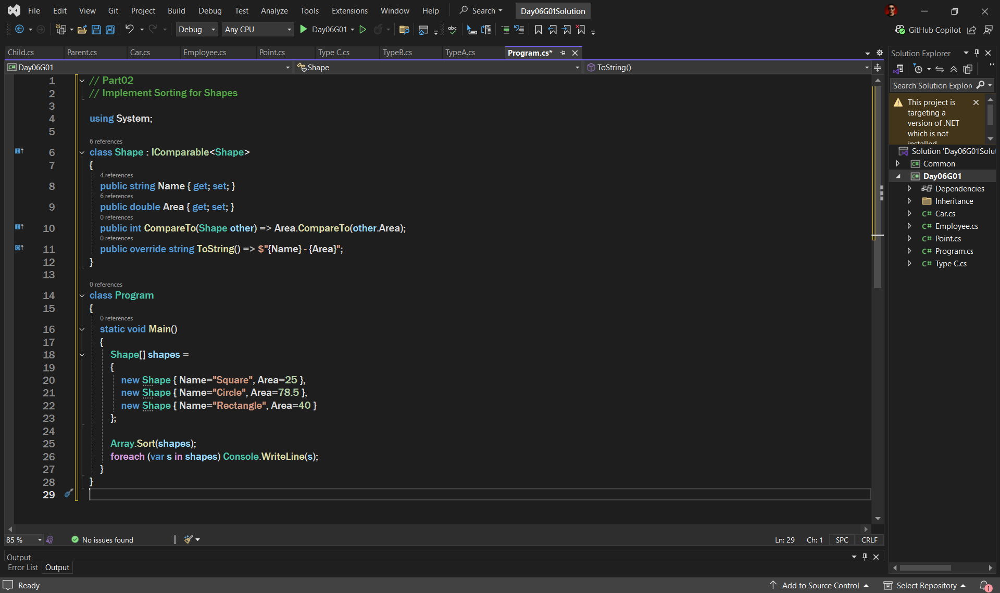 File Edit View Git Project Build Debug Test Analyze Tools Extensions Window Help Search Day06G01Solution
Debug Any CPU Day06G01 abc GitHub Copilot
Child.cs Parent.cs Car.cs Employee.cs Point.cs Type C.cs TypeB.cs TypeA.cs Program.cs*
C# Day06G01 Shape ToString()
1 // Part02
2 // Implement Sorting for Shapes
3
4 using System;
5
6 references
6 class Shape : IComparable<Shape>
7 {
4 references
8 public string Name { get; set; }
6 references
9 public double Area { get; set; }
0 references
10 public int CompareTo(Shape other) => Area.CompareTo(other.Area);
0 references
11 public override string ToString() => $"{Name} - {Area}";
12 }
13
0 references
14 class Program
15 {
0 references
16 static void Main()
17 {
18 Shape[] shapes =
19 {
20 new Shape { Name="Square", Area=25 },
21 new Shape { Name="Circle", Area=78.5 },
22 new Shape { Name="Rectangle", Area=40 }
23 };
24
25 Array.Sort(shapes);
26 foreach (var s in shapes) Console.WriteLine(s);
27 }
28 }
29
85 % No issues found Ln: 29 Ch: 1 SPC CRLF
Output
Error List Output
Solution Explorer
Search Solution Explor
This project is
targeting a
version of .NET
which is not
installed
Solution 'Day06G01Solut
C# Common
C# Day06G01
Dependencies
Inheritance
C# Car.cs
C# Employee.cs
C# Point.cs
C# Program.cs
C# Type C.cs
Ready Add to Source Control Select Repository 1